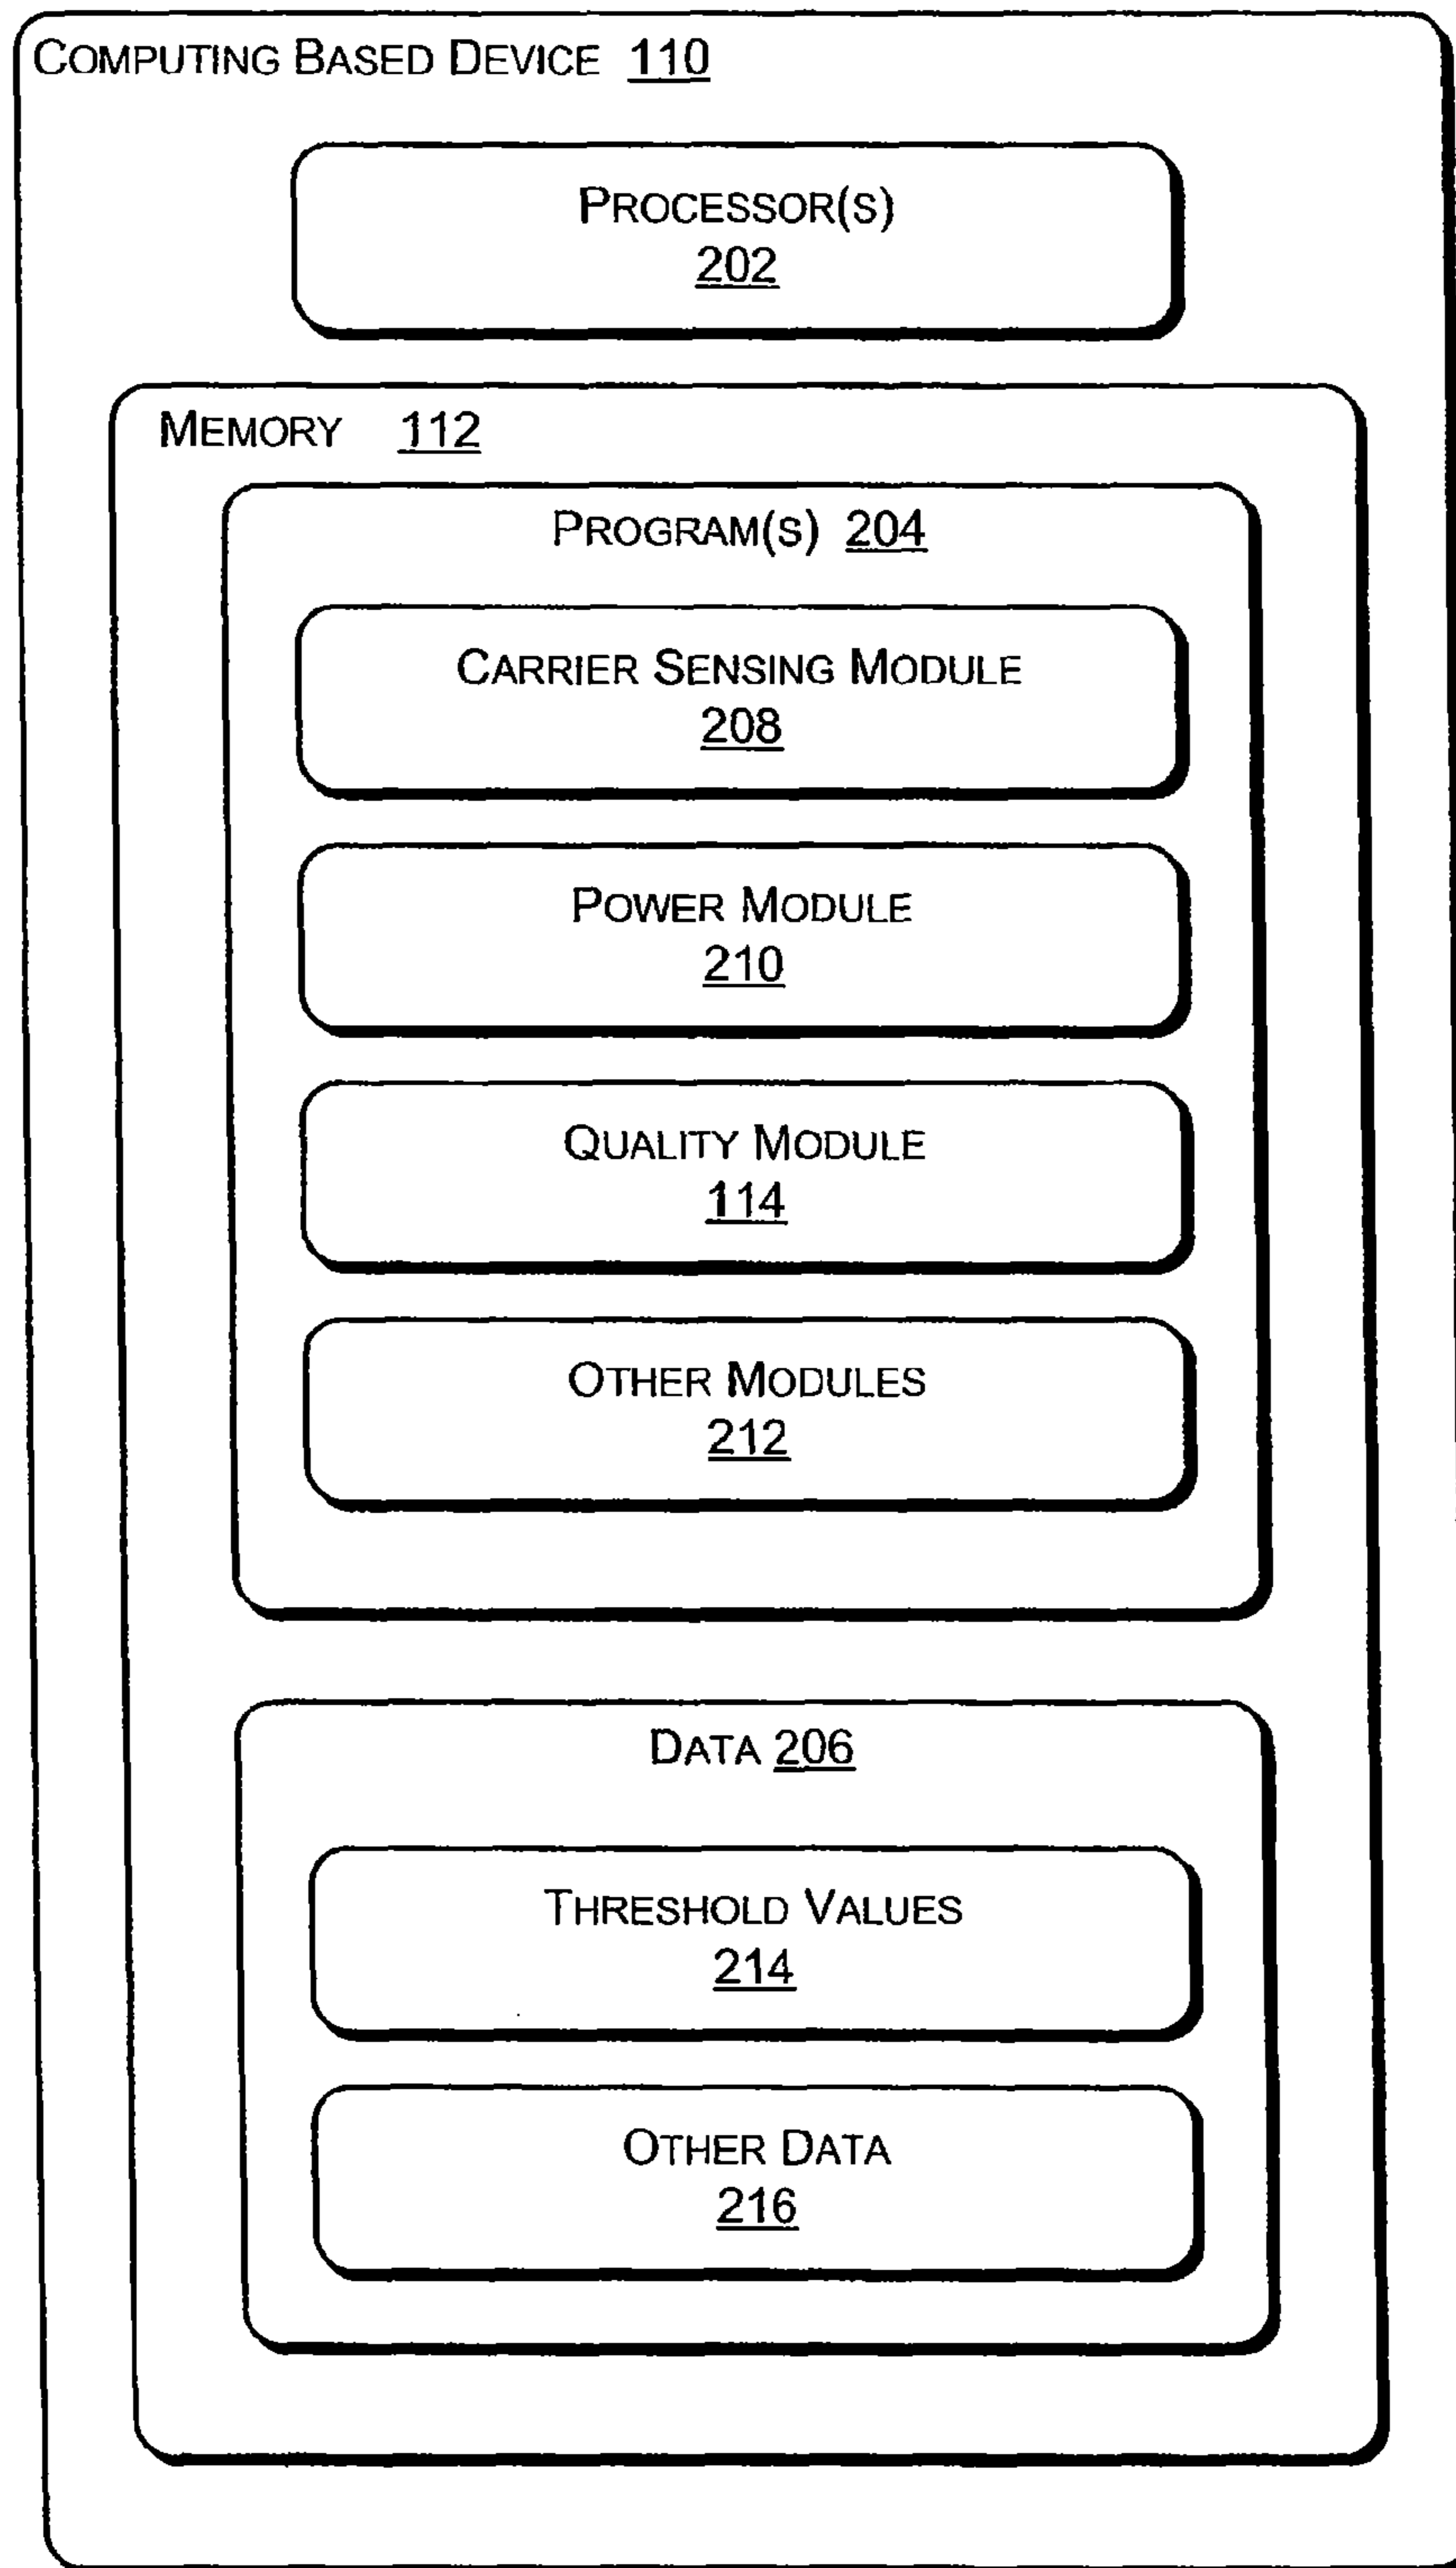 COMPUTING BASED DEVICE 110
PROCESSOR(S)
202
MEMORY 112
PROGRAM(S) 204
CARRIER SENSING MODULE
208
POWER MODULE
210
QUALITY MODULE
114
OTHER MODULES
212
DATA 206
THRESHOLD VALUES
214
OTHER DATA
216